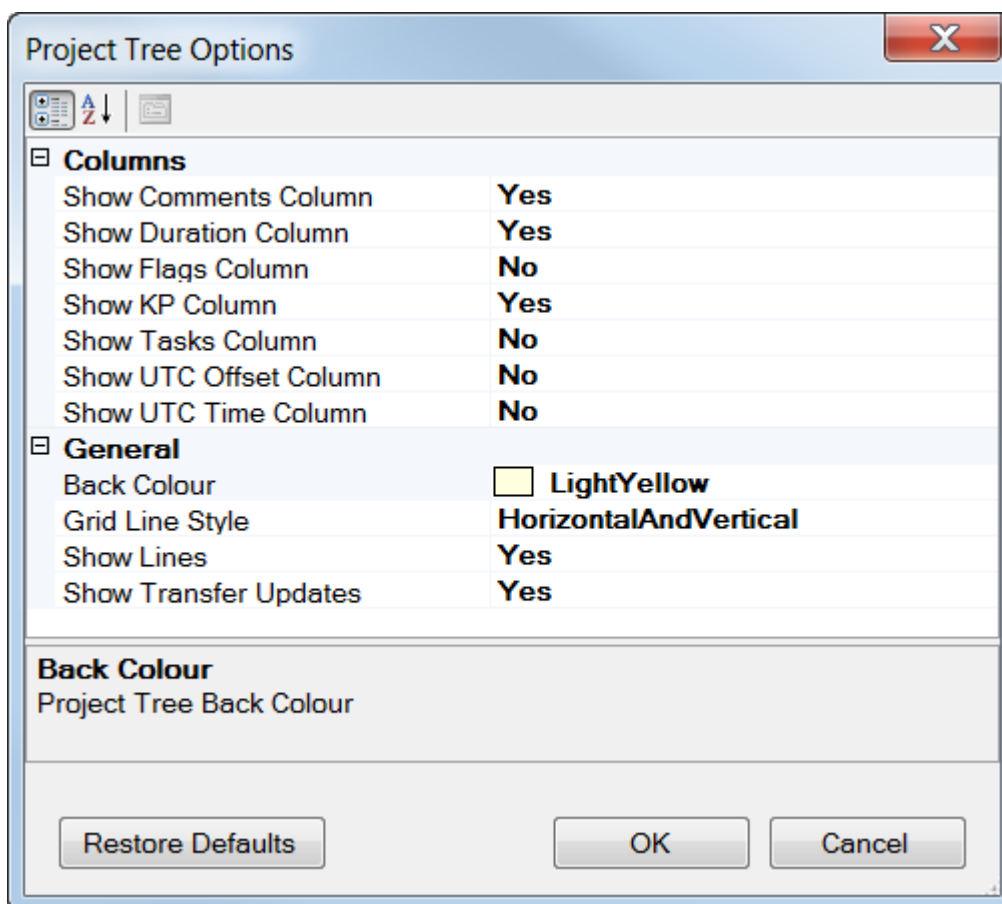 Project Tree Options
Columns
Show Comments Column Yes
Show Duration Column Yes
Show Flags Column No
Show KP Column Yes
Show Tasks Column No
Show UTC Offset Column No
Show UTC Time Column No
General
Back Colour LightYellow
Grid Line Style HorizontalAndVertical
Show Lines Yes
Show Transfer Updates Yes
Back Colour
Project Tree Back Colour
Restore Defaults OK Cancel